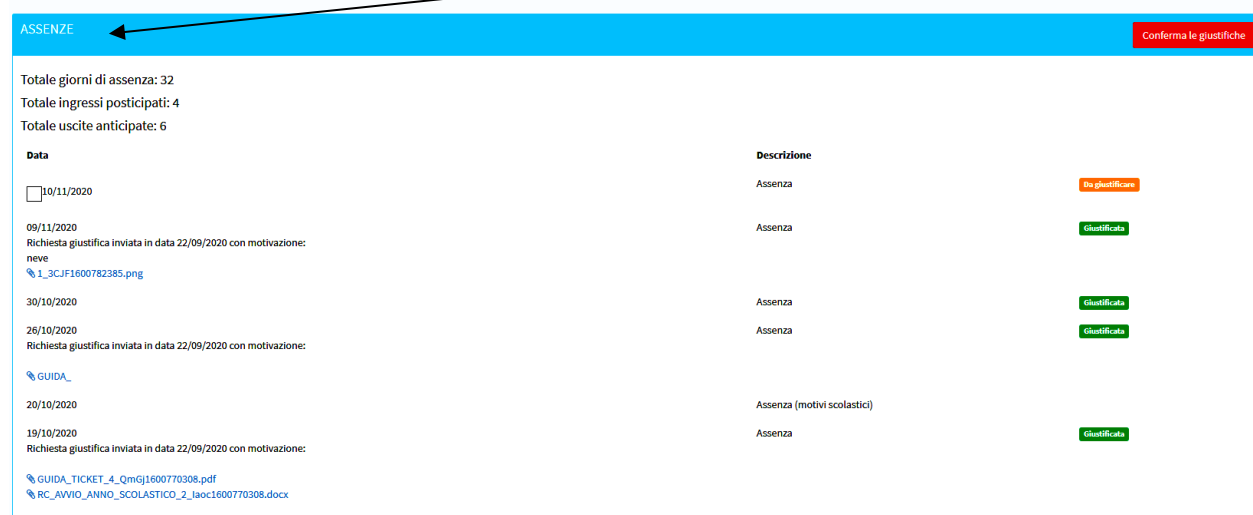 ASSENZE
Conferma le giustifiche
Totale giorni di assenza: 32
Totale ingressi posticipati: 4
Totale uscite anticipate: 6
Data Descrizione
10/11/2020 Assenza Da giustificare
09/11/2020 Assenza Giustificata
Richiesta giustifica inviata in data 22/09/2020 con motivazione:
neve
1_3CJF1600782385.png
30/10/2020 Assenza Giustificata
26/10/2020 Assenza Giustificata
Richiesta giustifica inviata in data 22/09/2020 con motivazione:
GUIDA_
20/10/2020 Assenza (motivi scolastici)
19/10/2020 Assenza Giustificata
Richiesta giustifica inviata in data 22/09/2020 con motivazione:
GUIDA_TICKET_4_QmGj1600770308.pdf
RC_AVVIO_ANNO_SCOLASTICO_2_Iaoc1600770308.docx